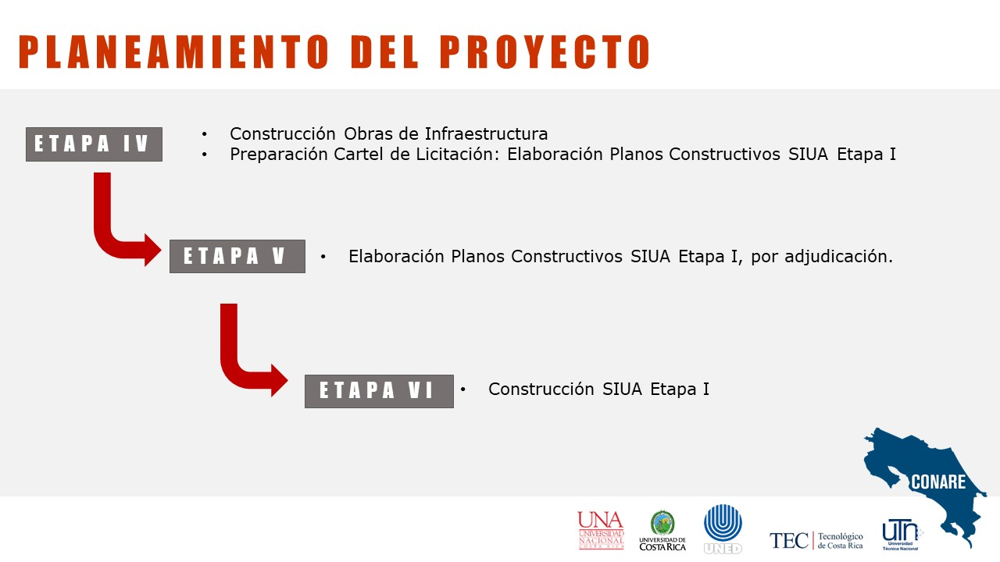 PLANEAMIENTO DEL PROYECTO
ETAPA IV
• Construcción Obras de Infraestructura
• Preparación Cartel de Licitación: Elaboración Planos Constructivos SIUA Etapa I
ETAPA V
• Elaboración Planos Constructivos SIUA Etapa I, por adjudicación.
ETAPA VI
• Construcción SIUA Etapa I
CONARE
UNA
UNIVERSIDAD
NACIONAL
COSTA RICA
UNIVERSIDAD DE
COSTA RICA
UNED
TEC Tecnológico
de Costa Rica
UTN
Universidad
Técnica Nacional